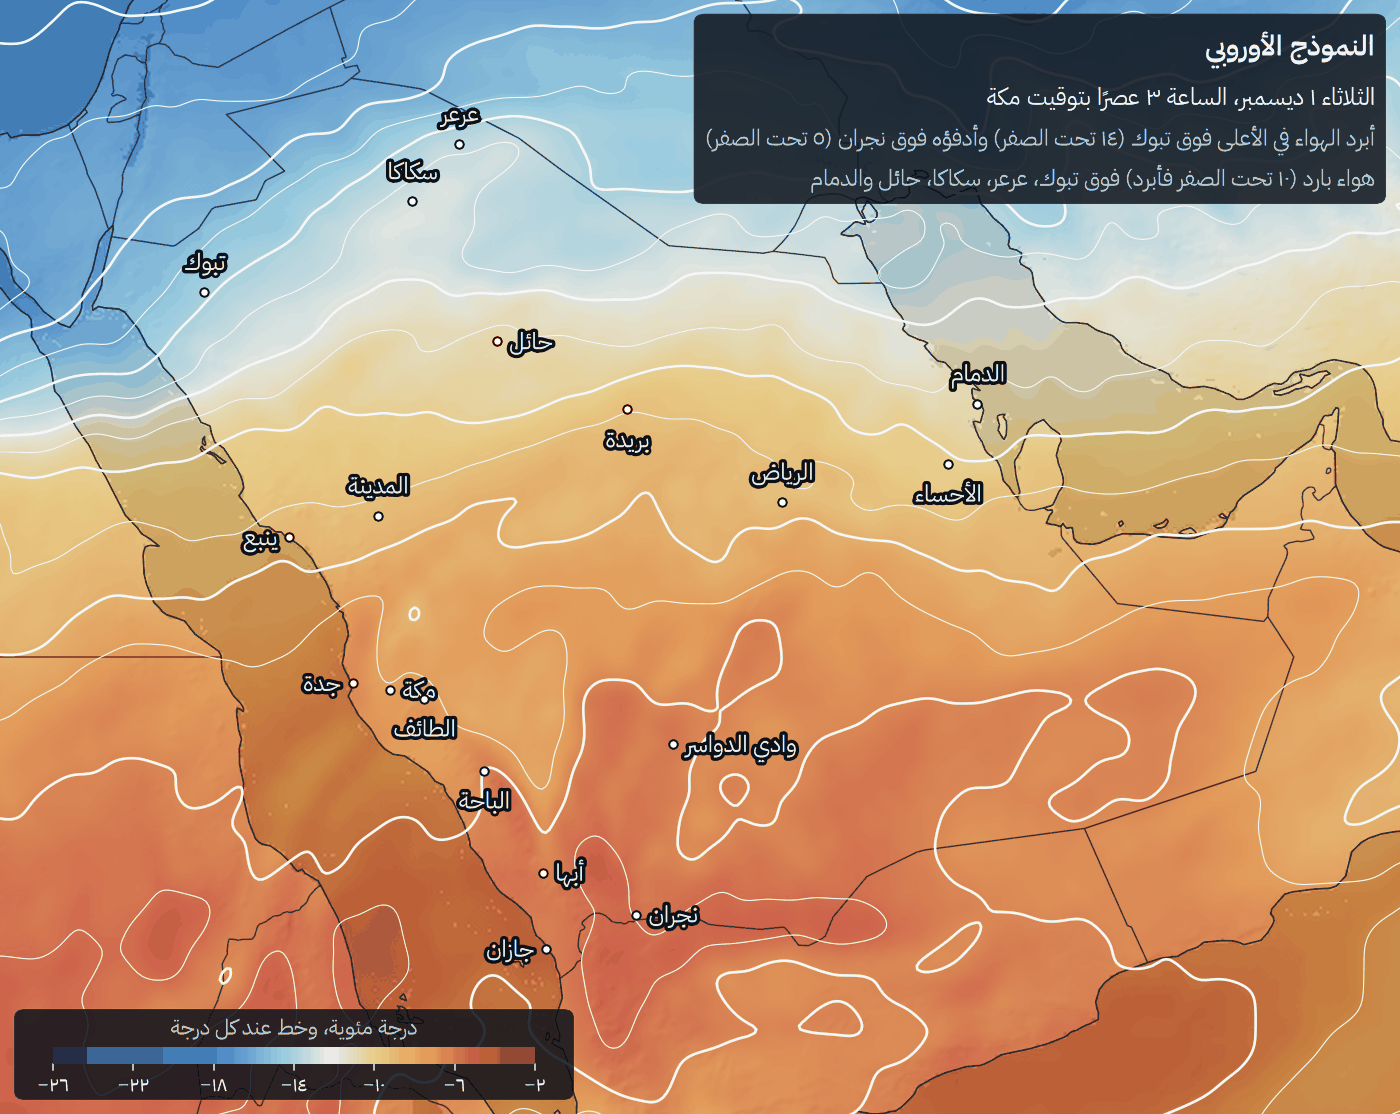 النموذج الأوروبي
الثلاثاء ١ ديسمبر، الساعة ٣ عصرًا بتوقيت مكة
أبرد الهواء في الأعلى فوق تبوك (١٤ تحت الصفر) وأدفؤه فوق نجران (٥ تحت الصفر)
هواء بارد (١٠ تحت الصفر فأبرد) فوق تبوك، عرعر، سكاكا، حائل والدمام
عرعر
سكاكا
تبوك
حائل
الدمام
بريدة
الرياض
المدينة
الأحساء
ينبع
جدة
مكة
الطائف
وادي الدواسر
الباحة
أبها
نجران
جازان
درجة مئوية، وخط عند كل درجة
−٢٦ −٢٢ −١٨ −١٤ −١٠ −٦ −٢